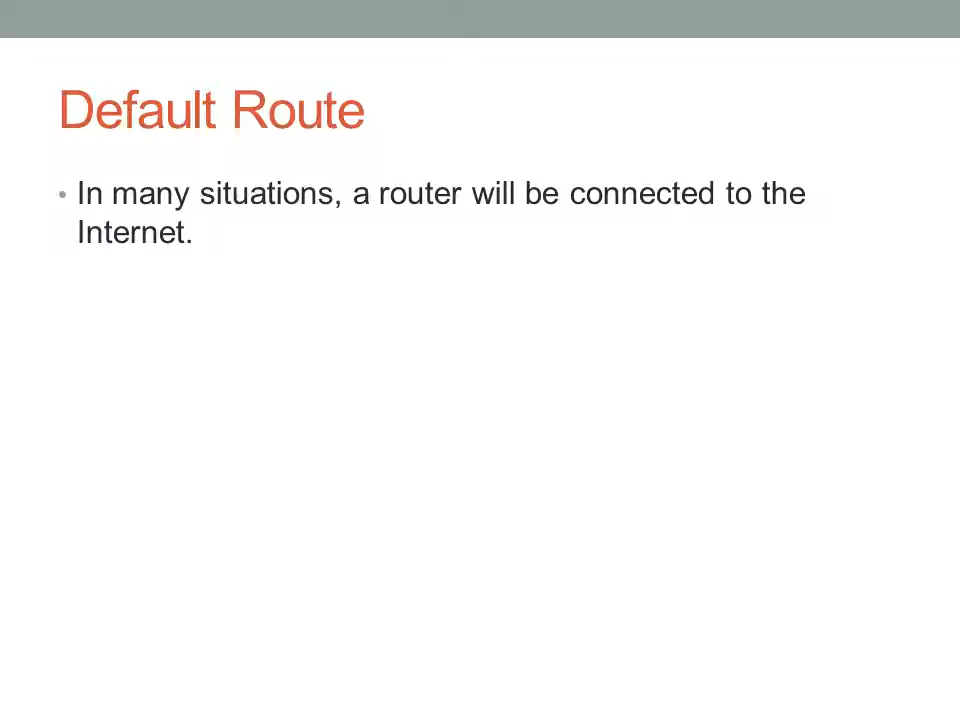 Default Route
• In many situations, a router will be connected to the
Internet.